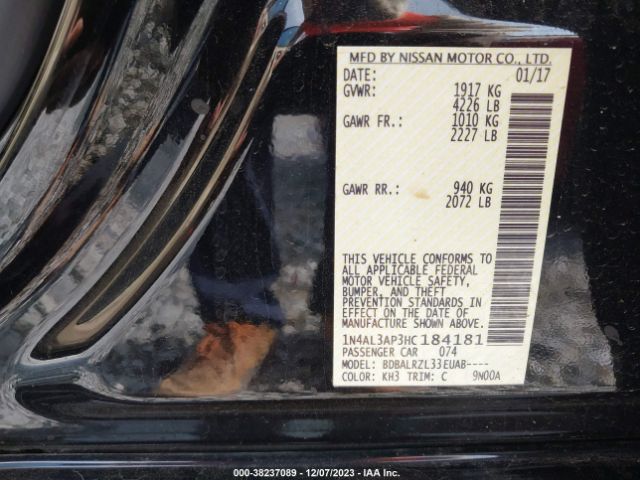 MFD BY NISSAN MOTOR CO., LTD.
DATE: 01/17
GVWR: 1917 KG
4226 LB
GAWR FR.: 1010 KG
2227 LB
GAWR RR.: 940 KG
2072 LB
THIS VEHICLE CONFORMS TO
ALL APPLICABLE FEDERAL
MOTOR VEHICLE SAFETY,
BUMPER, AND THEFT
PREVENTION STANDARDS IN
EFFECT ON THE DATE OF
MANUFACTURE SHOWN ABOVE.
1N4AL3AP3HC184181
PASSENGER CAR 074
MODEL: BDBALRZL33EUAB----
COLOR: KH3 TRIM: C 9N00A
000-38237089 - 12/07/2023 - IAA Inc.